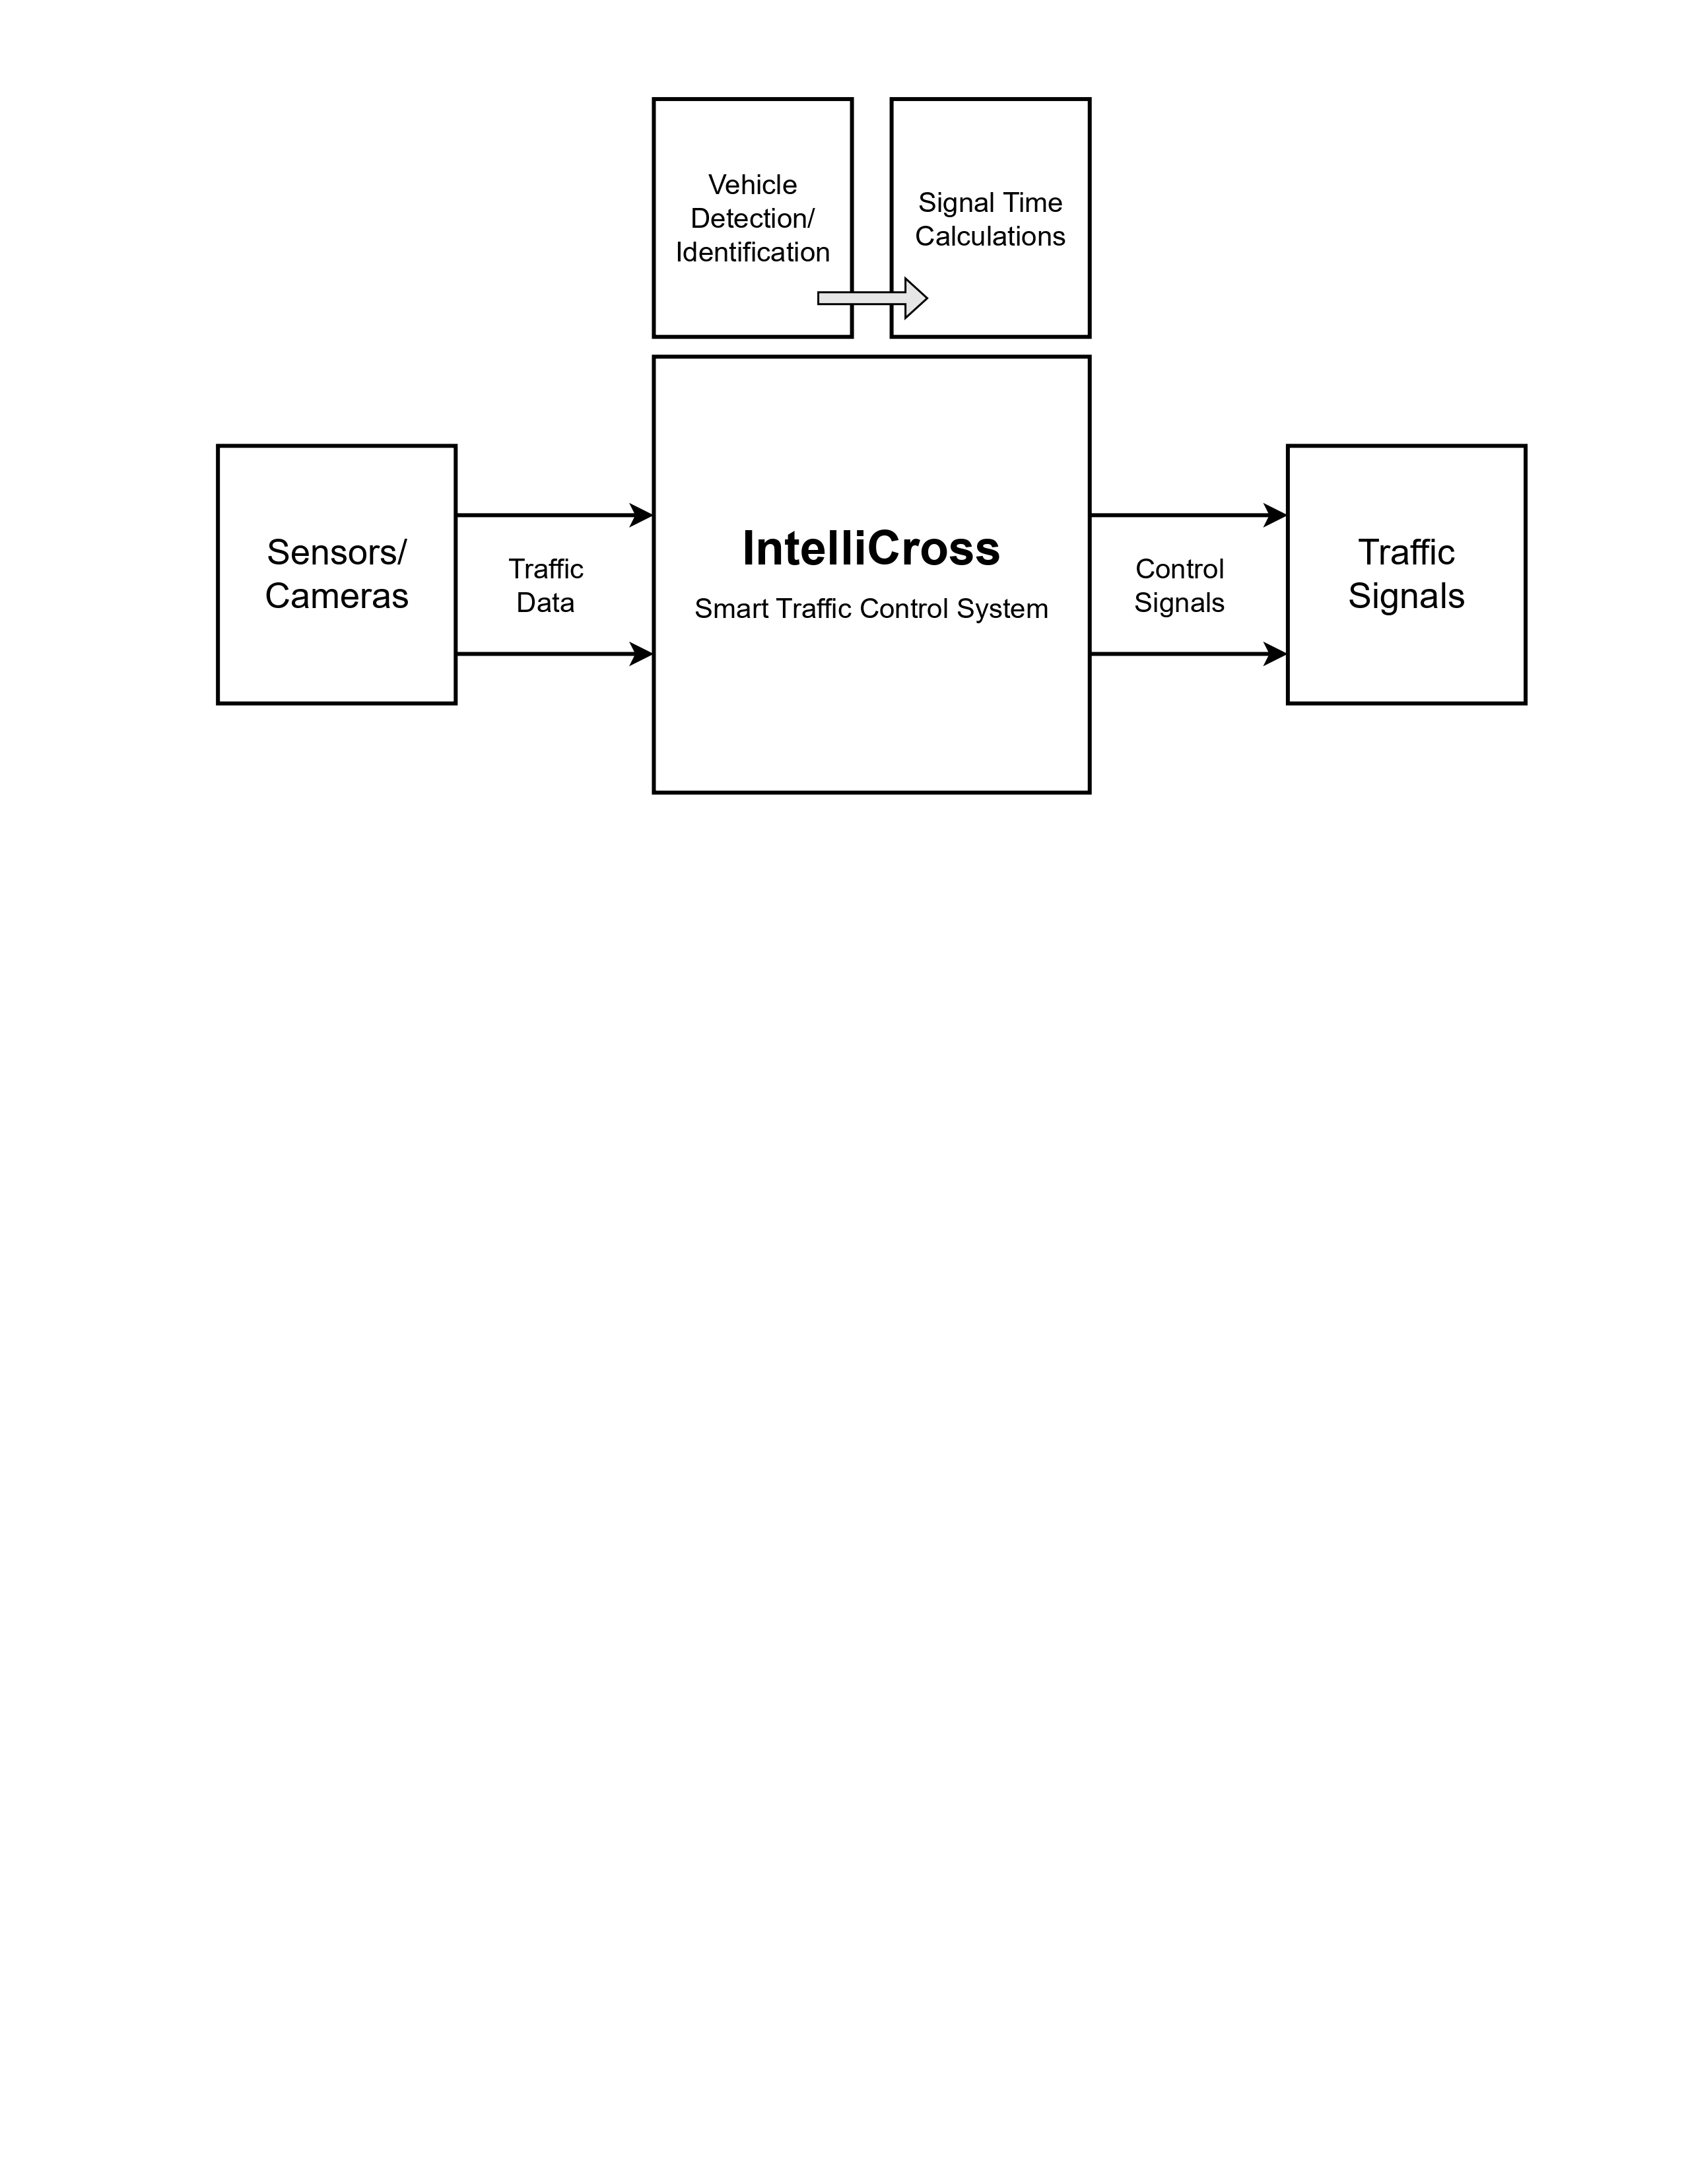 Vehicle
Detection/
Identification
Signal Time
Calculations
Sensors/
Cameras
Traffic
Data
IntelliCross
Smart Traffic Control System
Control
Signals
Traffic
Signals